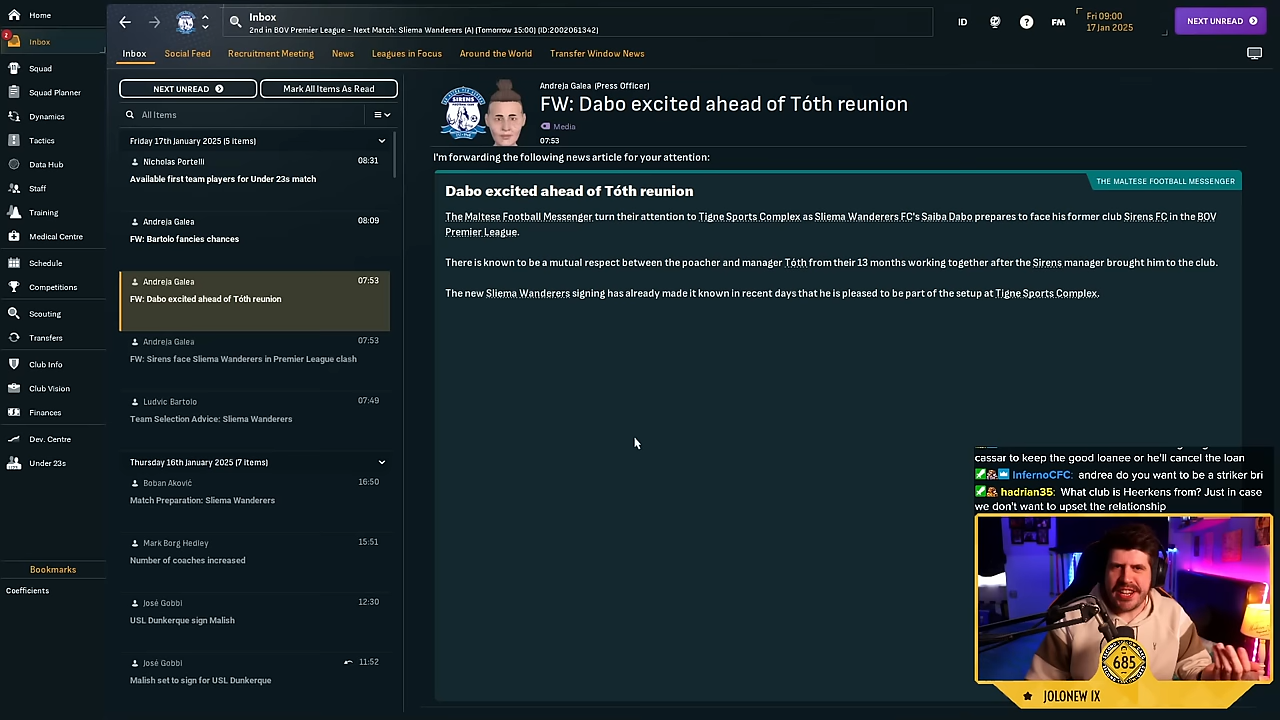 Home
2
Inbox
Squad
Squad Planner
Dynamics
Tactics
Data Hub
Staff
Training
Medical Centre
Schedule
Competitions
Scouting
Transfers
Club Info
Club Vision
Finances
Dev. Centre
Under 23s
Bookmarks
Coefficients
Inbox
2nd in BOV Premier League - Next Match: Sliema Wanderers (A) (Tomorrow 15:00) (ID:2002061342)
ID
FM
Fri 09:00
17 Jan 2025
NEXT UNREAD
Inbox
Social Feed
Recruitment Meeting
News
Leagues in Focus
Around the World
Transfer Window News
NEXT UNREAD
Mark All Items As Read
All Items
Friday 17th January 2025 (5 items)
Nicholas Portelli 08:31
Available first team players for Under 23s match
Andreja Galea 08:09
FW: Bartolo fancies chances
Andreja Galea 07:53
FW: Dabo excited ahead of Tóth reunion
Andreja Galea 07:53
FW: Sirens face Sliema Wanderers in Premier League clash
Ludvic Bartolo 07:49
Team Selection Advice: Sliema Wanderers
Thursday 16th January 2025 (7 items)
Boban Aković 16:50
Match Preparation: Sliema Wanderers
Mark Borg Hedley 15:51
Number of coaches increased
José Gobbi 12:30
USL Dunkerque sign Malish
José Gobbi 11:52
Malish set to sign for USL Dunkerque
Andreja Galea (Press Officer)
FW: Dabo excited ahead of Tóth reunion
Media
07:53
I'm forwarding the following news article for your attention:
THE MALTESE FOOTBALL MESSENGER
Dabo excited ahead of Tóth reunion
The Maltese Football Messenger turn their attention to Tigne Sports Complex as Sliema Wanderers FC's Saiba Dabo prepares to face his former club Sirens FC in the BOV
Premier League.
There is known to be a mutual respect between the poacher and manager Tóth from their 13 months working together after the Sirens manager brought him to the club.
The new Sliema Wanderers signing has already made it known in recent days that he is pleased to be part of the setup at Tigne Sports Complex.
cassar to keep the good loanee or he'll cancel the loan
InfernoCFC: andrea do you want to be a striker bri
hadrian35: What club is Heerkens from? Just in case
we don't want to upset the relationship
685
JOLONEW IX